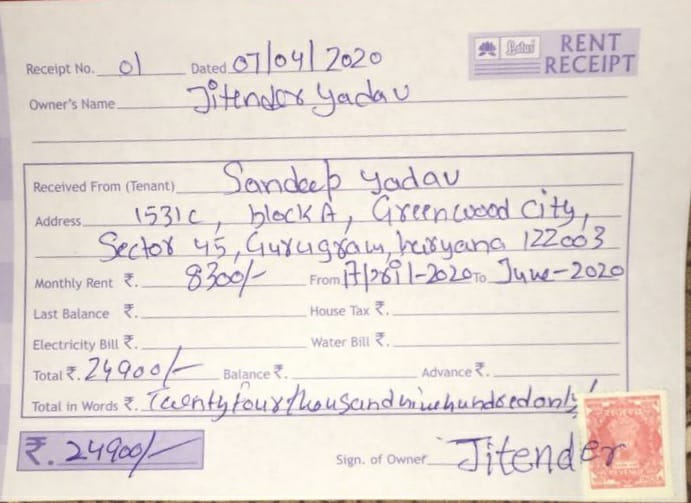 RENT
RECEIPT
Receipt No. 01 Dated 07/04/2020
Owner's Name Jitender Yadav
Received From (Tenant) Sandeep Yadav
Address 1531C, block A, Greenwood City,
Sector 45, Gurugram, haryana 122003
Monthly Rent ₹. 8300/- From April-2020 To June-2020
Last Balance ₹. House Tax ₹.
Electricity Bill ₹. Water Bill ₹.
Total ₹. 24900/- Balance ₹. Advance ₹.
Total in Words ₹. Twenty four thousand nine hundred only/
₹. 24900/- Sign. of Owner Jitender